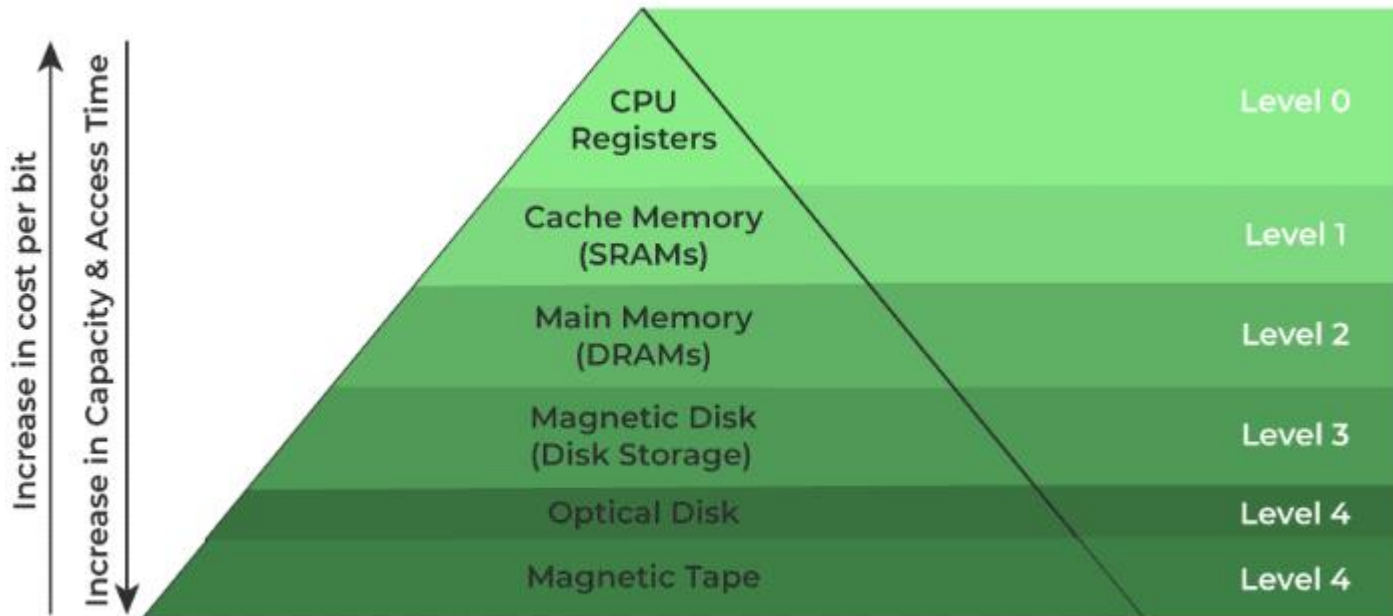 Increase in cost per bit
Increase in Capacity & Access Time
CPU
Registers
Level 0
Cache Memory
(SRAMs)
Level 1
Main Memory
(DRAMs)
Level 2
Magnetic Disk
(Disk Storage)
Level 3
Optical Disk
Level 4
Magnetic Tape
Level 4